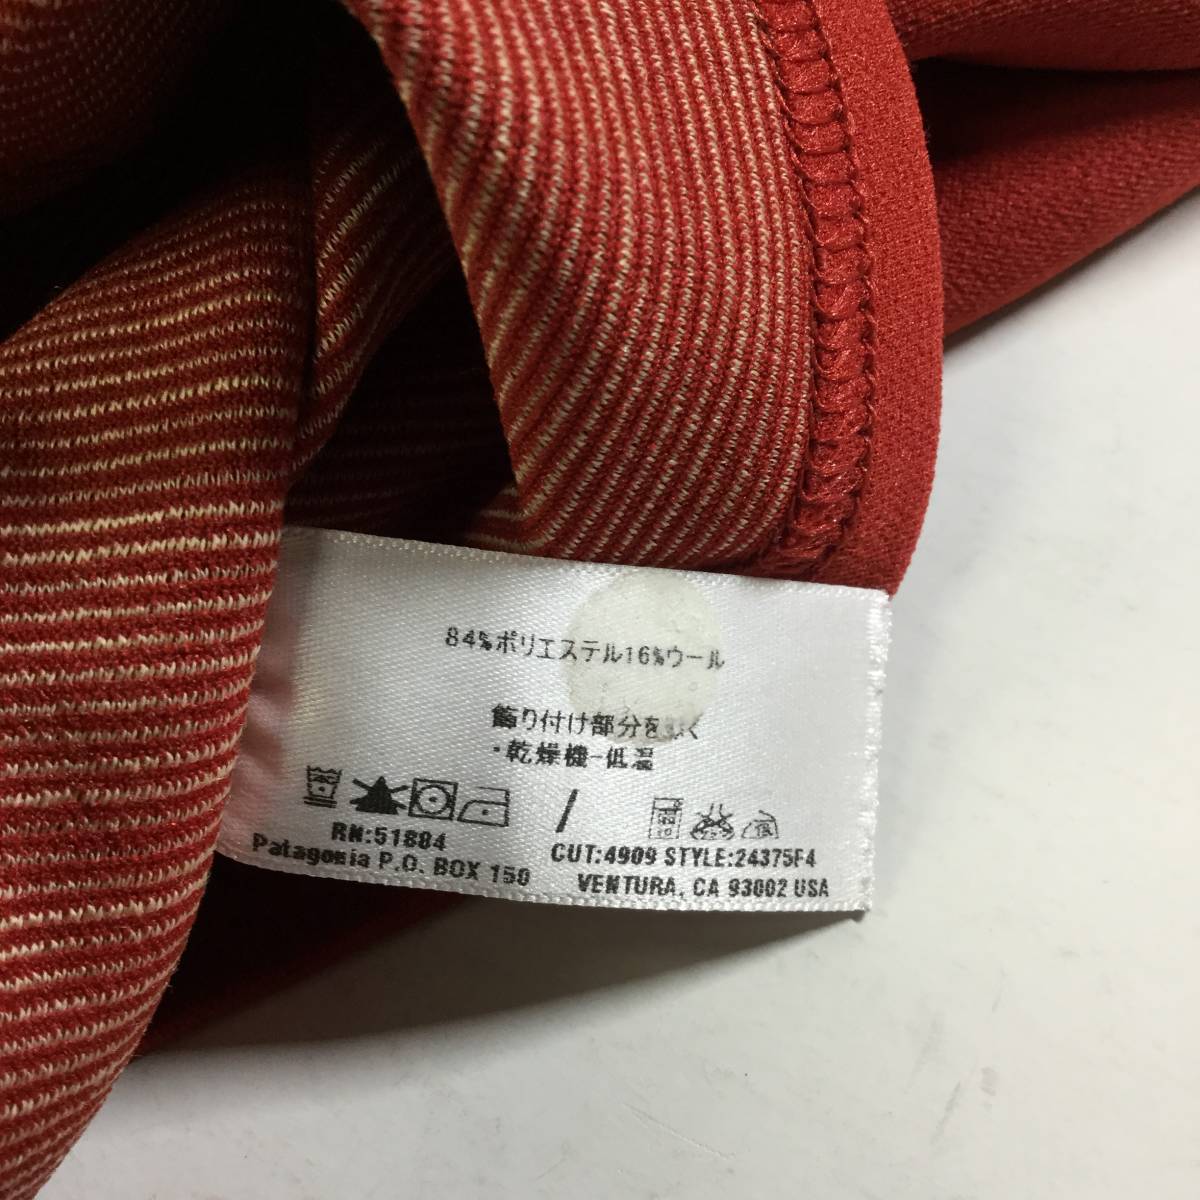 84%ポリエステル16%ウール
飾り付け部分を除く
・乾燥機-低温
RN:51884
CUT:4909 STYLE:24375F4
Patagonia P.O. BOX 150
VENTURA, CA 93002 USA